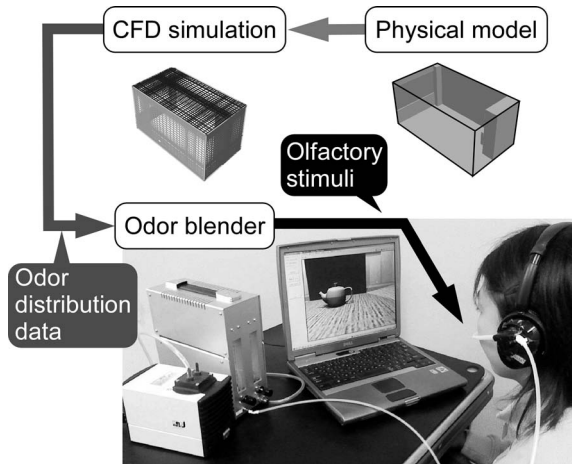 CFD simulation
Physical model
Olfactory
stimuli
Odor blender
Odor
distribution
data